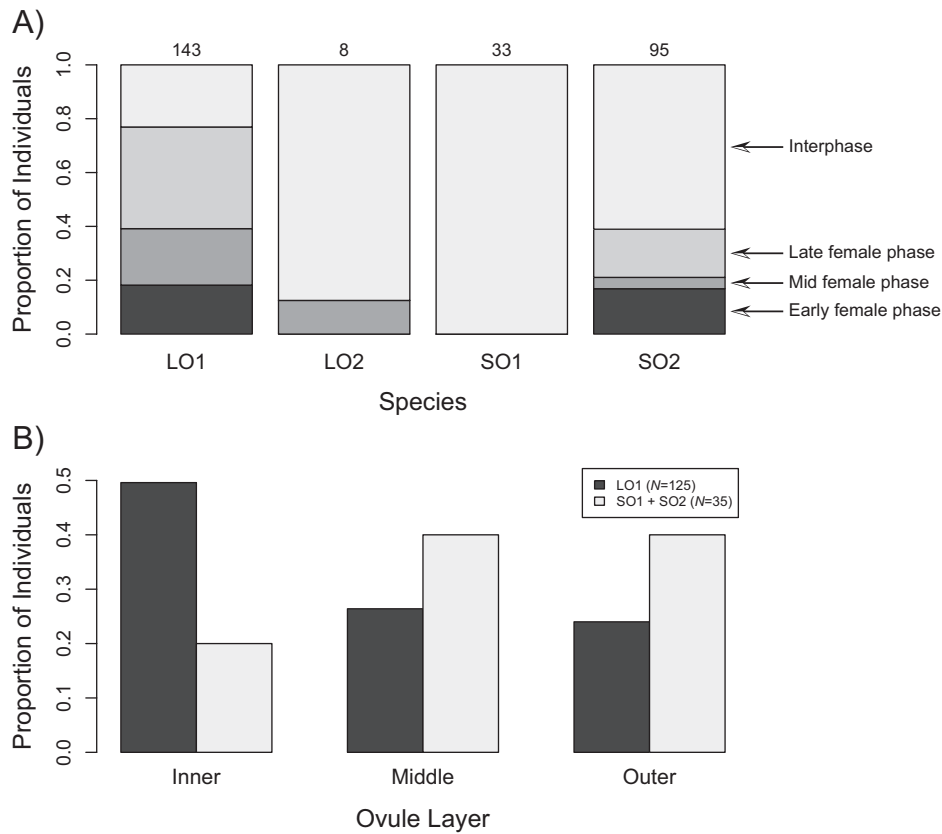 A)
143 8 33 95
Proportion of Individuals
1.0
0.8
0.6
0.4
0.2
0.0
Interphase
Late female phase
Mid female phase
Early female phase
LO1 LO2 SO1 SO2
Species
B)
Proportion of Individuals
0.5
0.4
0.3
0.2
0.1
0.0
LO1 (N=125)
SO1 + SO2 (N=35)
Inner Middle Outer
Ovule Layer